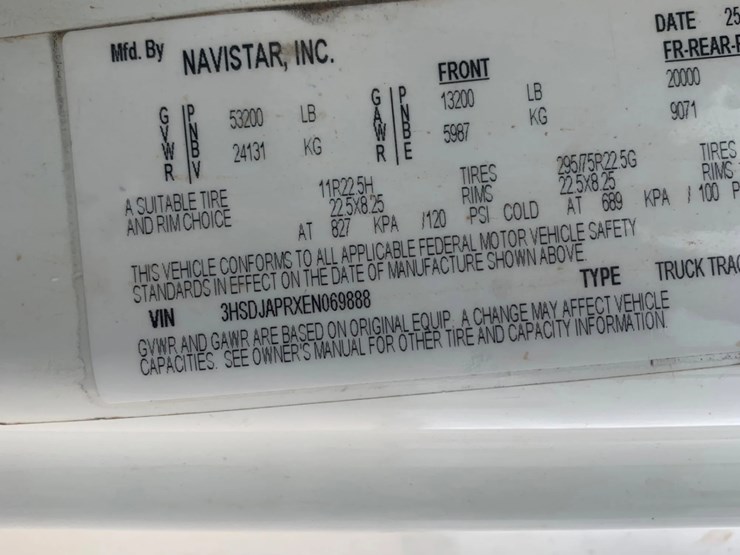 Mfd. By NAVISTAR, INC. DATE 25
FRONT FR-REAR-
GVWR PNBV 53200 LB GAWR PNBE 13200 LB 20000
24131 KG 5987 KG 9071
A SUITABLE TIRE 11R22.5H TIRES 295/75R22.5G TIRES
AND RIM CHOICE 22.5X8.25 RIMS 22.5X8.25 RIMS
AT 827 KPA /120 PSI COLD AT 689 KPA / 100 P
THIS VEHICLE CONFORMS TO ALL APPLICABLE FEDERAL MOTOR VEHICLE SAFETY
STANDARDS IN EFFECT ON THE DATE OF MANUFACTURE SHOWN ABOVE.
VIN 3HSDJAPRXEN069888 TYPE TRUCK TRAC
GVWR AND GAWR ARE BASED ON ORIGINAL EQUIP. A CHANGE MAY AFFECT VEHICLE
CAPACITIES. SEE OWNER'S MANUAL FOR OTHER TIRE AND CAPACITY INFORMATION.